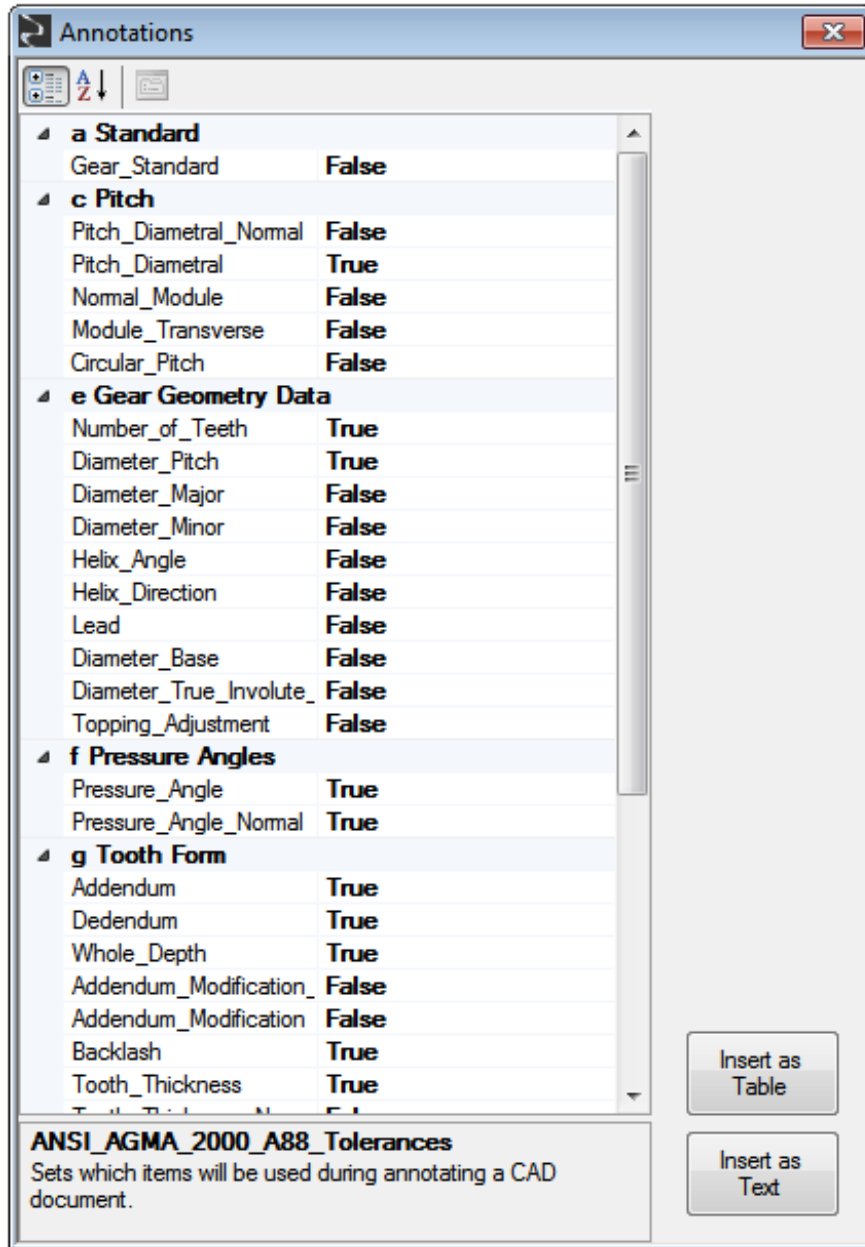 Annotations
a Standard
Gear_Standard False
c Pitch
Pitch_Diametral_Normal False
Pitch_Diametral True
Normal_Module False
Module_Transverse False
Circular_Pitch False
e Gear Geometry Data
Number_of_Teeth True
Diameter_Pitch True
Diameter_Major False
Diameter_Minor False
Helix_Angle False
Helix_Direction False
Lead False
Diameter_Base False
Diameter_True_Involute_ False
Topping_Adjustment False
f Pressure Angles
Pressure_Angle True
Pressure_Angle_Normal True
g Tooth Form
Addendum True
Dedendum True
Whole_Depth True
Addendum_Modification_ False
Addendum_Modification False
Backlash True
Tooth_Thickness True
ANSI_AGMA_2000_A88_Tolerances
Sets which items will be used during annotating a CAD
document.
Insert as
Table
Insert as
Text